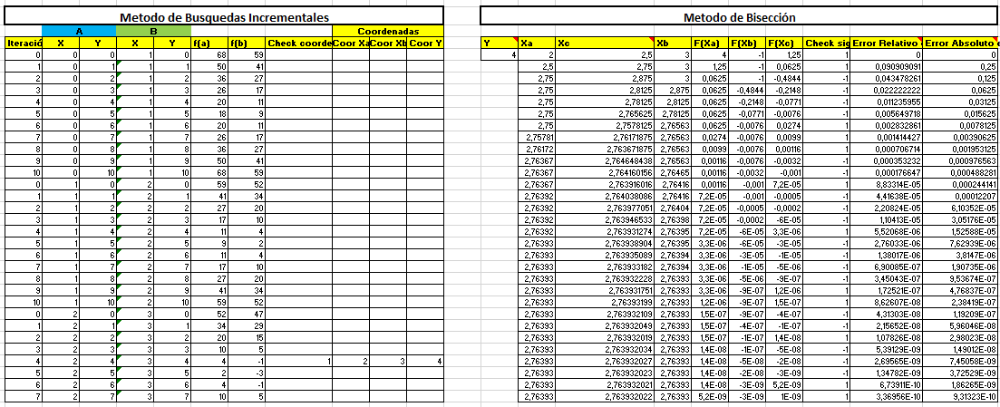 Metodo de Busquedas Incrementales Metodo de Bisección
A B Coordenadas
Iteració X Y X Y f(a) f(b) Check coorde Coor Xa Coor Xb Coor Y Y Xa Xc Xb F(Xa) F(Xb) F(Xc) Check sig Error Relativo Error Absoluto
0 0 0 1 0 68 59 4 2 2,5 3 4 -1 1,25 1 0 0
1 0 1 1 1 50 41 2,5 2,75 3 1,25 -1 0,0625 1 0,090909091 0,25
2 0 2 1 2 36 27 2,75 2,875 3 0,0625 -1 -0,4844 -1 0,043478261 0,125
3 0 3 1 3 26 17 2,75 2,8125 2,875 0,0625 -0,4844 -0,2148 -1 0,022222222 0,0625
4 0 4 1 4 20 11 2,75 2,78125 2,8125 0,0625 -0,2148 -0,0771 -1 0,011235955 0,03125
5 0 5 1 5 18 9 2,75 2,765625 2,78125 0,0625 -0,0771 -0,0076 -1 0,005649718 0,015625
6 0 6 1 6 20 11 2,75 2,7578125 2,76563 0,0625 -0,0076 0,0274 1 0,002832861 0,0078125
7 0 7 1 7 26 17 2,75781 2,76171875 2,76563 0,0274 -0,0076 0,0099 1 0,001414427 0,00390625
8 0 8 1 8 36 27 2,76172 2,763671875 2,76563 0,0099 -0,0076 0,00116 1 0,000706714 0,001953125
9 0 9 1 9 50 41 2,76367 2,764648438 2,76563 0,00116 -0,0076 -0,0032 -1 0,000353232 0,000976563
10 0 10 1 10 68 59 2,76367 2,764160156 2,76465 0,00116 -0,0032 -0,001 -1 0,000176647 0,000488281
0 1 0 2 0 59 52 2,76367 2,763916016 2,76416 0,00116 -0,001 7,2E-05 1 8,83314E-05 0,000244141
1 1 1 2 1 41 34 2,76392 2,764038086 2,76416 7,2E-05 -0,001 -0,0005 -1 4,41638E-05 0,00012207
2 1 2 2 2 27 20 2,76392 2,763977051 2,76404 7,2E-05 -0,0005 -0,0002 -1 2,20824E-05 6,10352E-05
3 1 3 2 3 17 10 2,76392 2,763946533 2,76398 7,2E-05 -0,0002 -6E-05 -1 1,10413E-05 3,05176E-05
4 1 4 2 4 11 4 2,76392 2,763931274 2,76395 7,2E-05 -6E-05 3,3E-06 1 5,52068E-06 1,52588E-05
5 1 5 2 5 9 2 2,76393 2,763938904 2,76395 3,3E-06 -6E-05 -3E-05 -1 2,76033E-06 7,62939E-06
6 1 6 2 6 11 4 2,76393 2,763935089 2,76394 3,3E-06 -3E-05 -1E-05 -1 1,38017E-06 3,8147E-06
7 1 7 2 7 17 10 2,76393 2,763933182 2,76394 3,3E-06 -1E-05 -5E-06 -1 6,90085E-07 1,90735E-06
8 1 8 2 8 27 20 2,76393 2,763932228 2,76393 3,3E-06 -5E-06 -9E-07 -1 3,45043E-07 9,53674E-07
9 1 9 2 9 41 34 2,76393 2,763931751 2,76393 3,3E-06 -9E-07 1,2E-06 1 1,72521E-07 4,76837E-07
10 1 10 2 10 59 52 2,76393 2,76393199 2,76393 1,2E-06 -9E-07 1,5E-07 1 8,62607E-08 2,38419E-07
0 2 0 3 0 52 47 2,76393 2,763932109 2,76393 1,5E-07 -9E-07 -4E-07 -1 4,31303E-08 1,19209E-07
1 2 1 3 1 34 29 2,76393 2,763932049 2,76393 1,5E-07 -4E-07 -1E-07 -1 2,15652E-08 5,96046E-08
2 2 2 3 2 20 15 2,76393 2,763932019 2,76393 1,5E-07 -1E-07 1,4E-08 1 1,07826E-08 2,98023E-08
3 2 3 3 3 10 5 2,76393 2,763932034 2,76393 1,4E-08 -1E-07 -5E-08 -1 5,39129E-09 1,49012E-08
4 2 4 3 4 4 -1 1 2 3 4 2,76393 2,763932027 2,76393 1,4E-08 -5E-08 -2E-08 -1 2,69565E-09 7,45058E-09
5 2 5 3 5 2 -3 2,76393 2,763932023 2,76393 1,4E-08 -2E-08 -3E-09 -1 1,34782E-09 3,72529E-09
6 2 6 3 6 4 -1 2,76393 2,763932021 2,76393 1,4E-08 -3E-09 5,2E-09 1 6,73911E-10 1,86265E-09
7 2 7 3 7 10 5 2,76393 2,763932022 2,76393 5,2E-09 -3E-09 1E-09 1 3,36956E-10 9,31323E-10